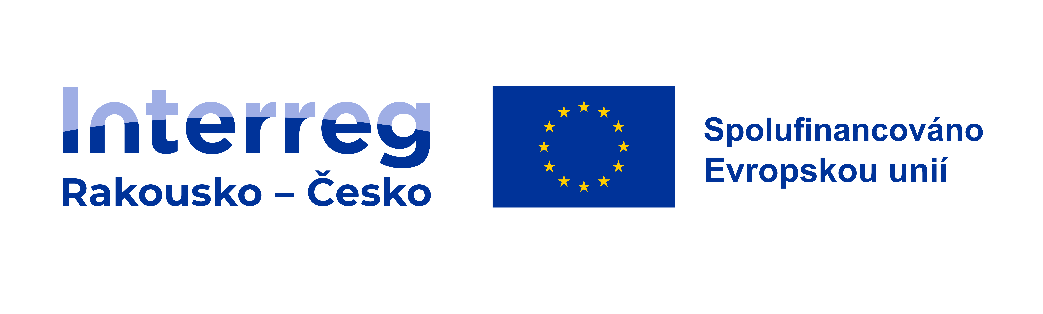 Interreg
Rakousko – Česko
Spolufinancováno
Evropskou unií